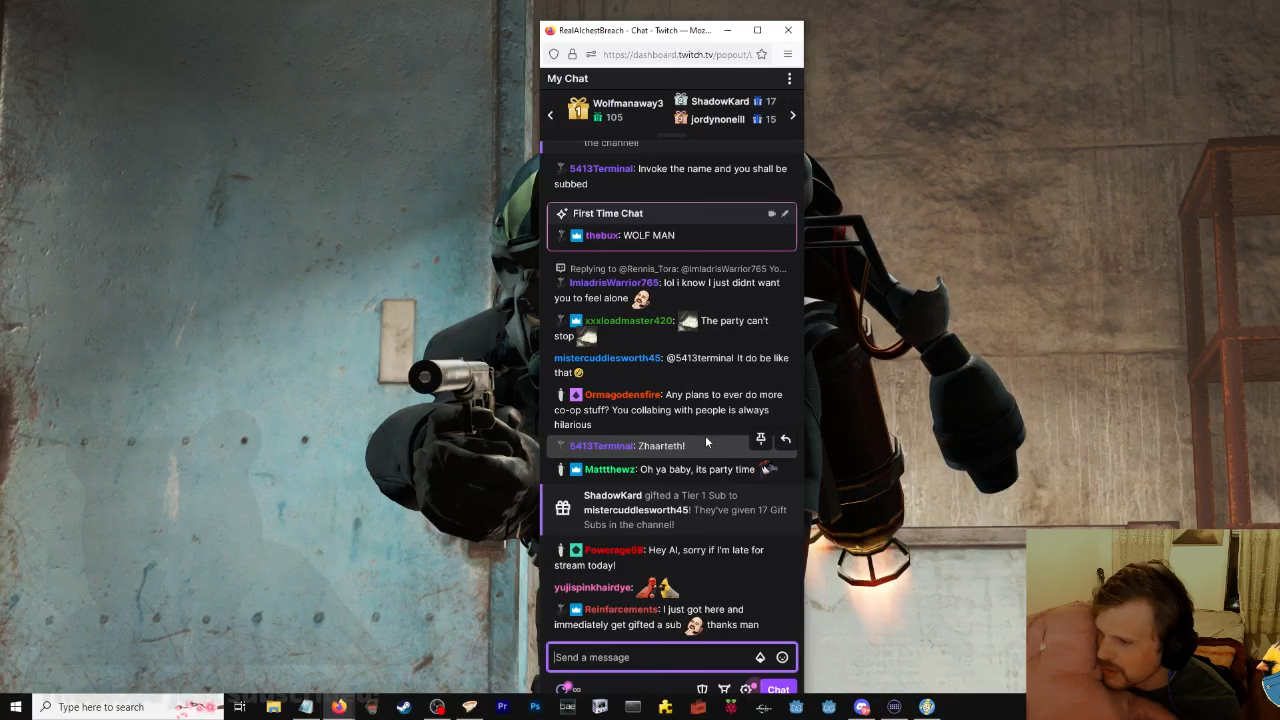 RealAlchestBreach - Chat - Twitch — Moz...
https://dashboard.twitch.tv/popout/
My Chat
Wolfmanaway3
105
ShadowKard 17
jordynoneill 15
the channel!
5413Terminal: Invoke the name and you shall be
subbed
First Time Chat
thebux: WOLF MAN
Replying to @Rennis_Tora: @ImladrisWarrior765 Yo...
ImladrisWarrior765: lol i know I just didnt want
you to feel alone
xxxloadmaster420: The party can't
stop
mistercuddlesworth45: @5413terminal It do be like
that
Ormagodensfire: Any plans to ever do more
co-op stuff? You collabing with people is always
hilarious
5413Terminal: Zhaarteth!
Mattthewz: Oh ya baby, its party time
ShadowKard gifted a Tier 1 Sub to
mistercuddlesworth45! They've given 17 Gift
Subs in the channel!
Powerage08: Hey Al, sorry if I'm late for
stream today!
yujispinkhairdye:
Reinfarcements: I just got here and
immediately get gifted a sub thanks man
Send a message
Chat
Type here to search
Pr
Ps
bae